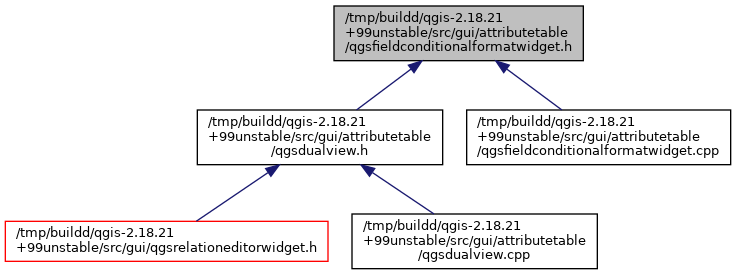 /tmp/buildd/qgis-2.18.21
+99unstable/src/gui/attributetable
/qgsfieldconditionalformatwidget.h
/tmp/buildd/qgis-2.18.21
+99unstable/src/gui/attributetable
/qgsdualview.h
/tmp/buildd/qgis-2.18.21
+99unstable/src/gui/attributetable
/qgsfieldconditionalformatwidget.cpp
/tmp/buildd/qgis-2.18.21
+99unstable/src/gui/qgsrelationeditorwidget.h
/tmp/buildd/qgis-2.18.21
+99unstable/src/gui/attributetable
/qgsdualview.cpp